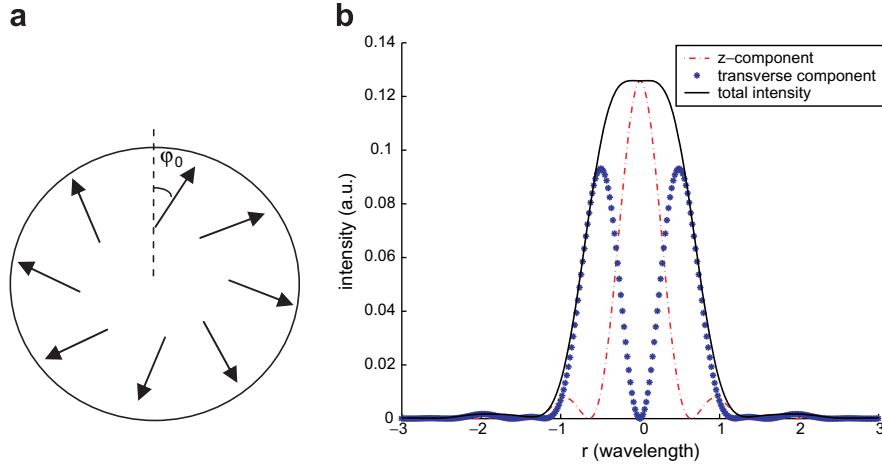 a
φ0
b
0.14
0.12
0.1
0.08
0.06
0.04
0.02
0
intensity (a.u.)
z−component
transverse component
total intensity
−3 −2 −1 0 1 2 3
r (wavelength)